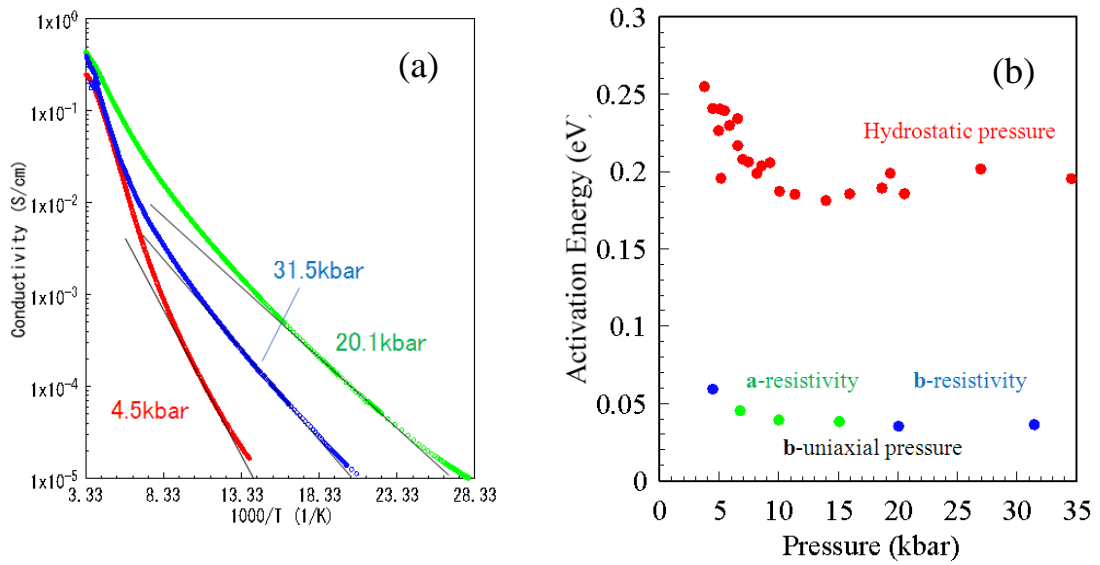 (a)
1x10⁰
1x10⁻¹
1x10⁻²
1x10⁻³
1x10⁻⁴
1x10⁻⁵
Conductivity (S/cm)
31.5kbar
20.1kbar
4.5kbar
3.33 8.33 13.33 18.33 23.33 28.33
1000/T (1/K)
(b)
0.3
0.25
0.2
0.15
0.1
0.05
0
Activation Energy (eV)
Hydrostatic pressure
a-resistivity b-resistivity
b-uniaxial pressure
0 5 10 15 20 25 30 35
Pressure (kbar)